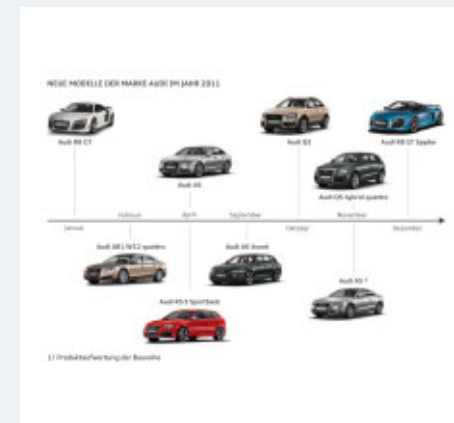 NEUE MODELLE DER MARKE AUDI IM JAHR 2011
Audi R8 GT
Audi Q3
Audi R8 GT Spyder
Audi A6
Audi Q5 hybrid quattro
Januar
Februar
April
September
Oktober
November
Dezember
Audi A8 L W12 quattro
Audi A6 Avant
Audi A5
Audi RS 3 Sportback
1) Produktaufwertung der Baureihe